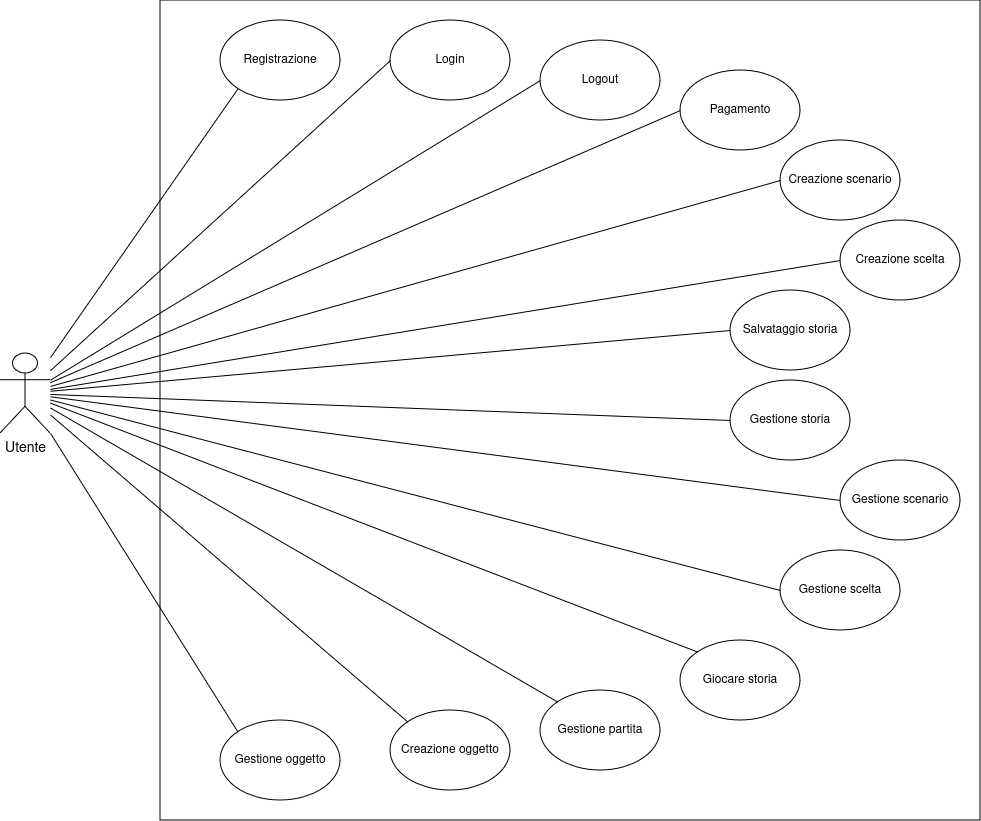 Registrazione
Login
Logout
Pagamento
Creazione scenario
Creazione scelta
Salvataggio storia
Utente
Gestione storia
Gestione scenario
Gestione scelta
Giocare storia
Gestione partita
Creazione oggetto
Gestione oggetto